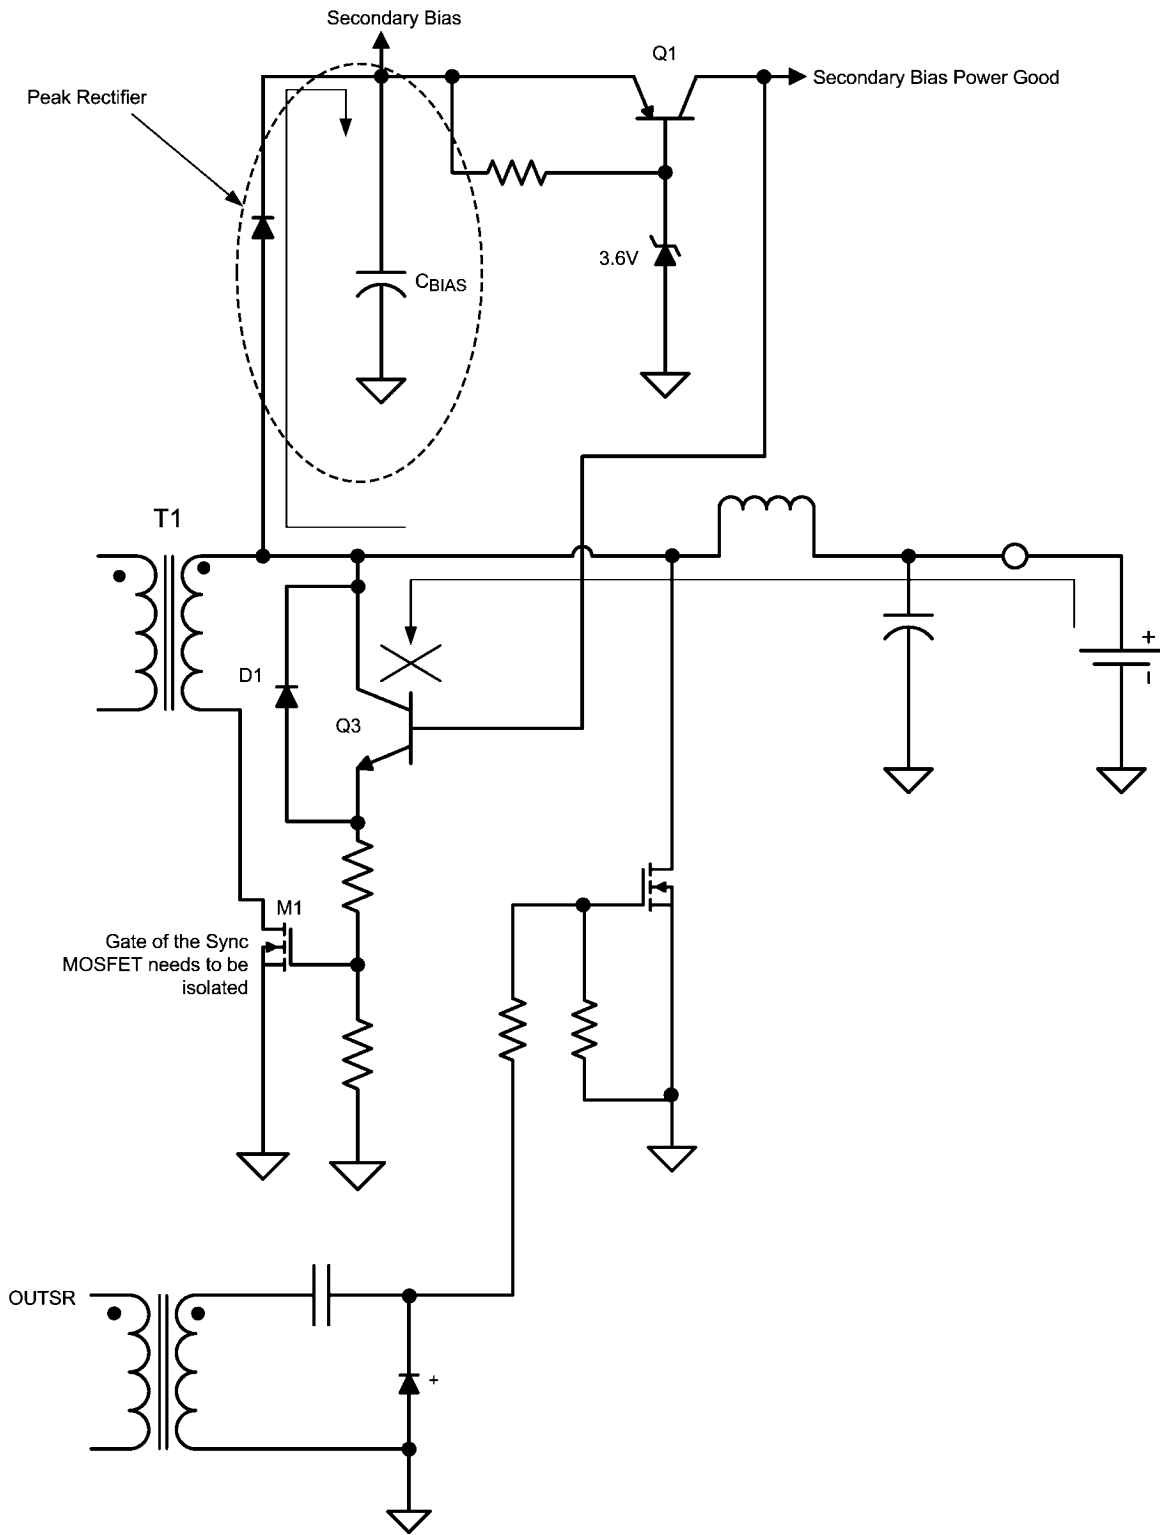 Secondary Bias
Q1
Secondary Bias Power Good
Peak Rectifier
3.6V
CBIAS
T1
+
D1
–
Q3
M1
Gate of the Sync
MOSFET needs to be
isolated
OUTSR
+